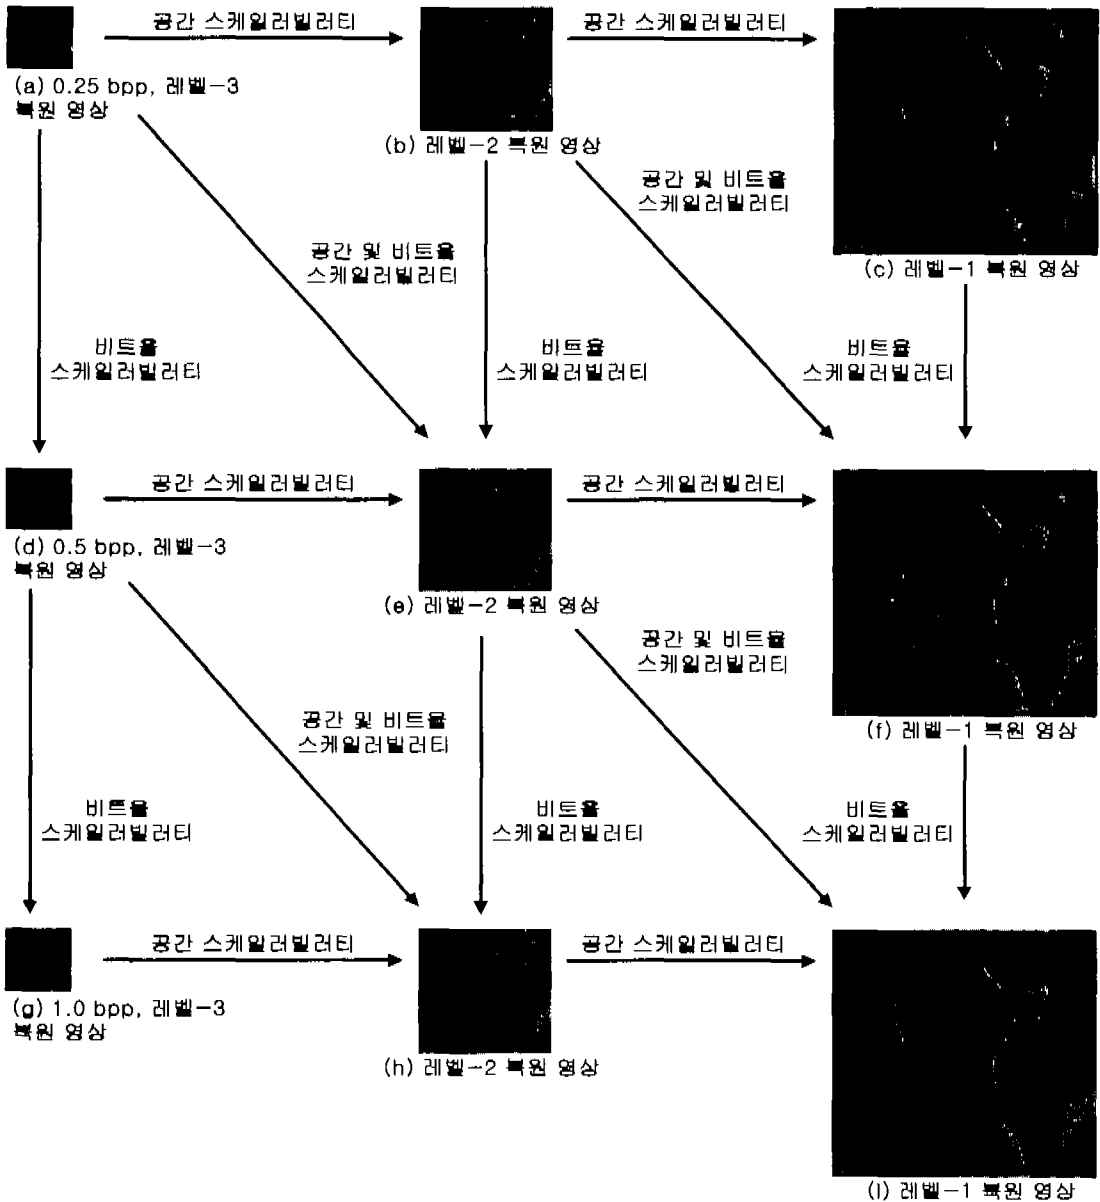 공간 스케일러빌러티
공간 스케일러빌러티
(a) 0.25 bpp, 레벨-3
복원 영상
(b) 레벨-2 복원 영상
공간 및 비트율
스케일러빌러티
공간 및 비트율
스케일러빌러티
(c) 레벨-1 복원 영상
비트율
스케일러빌러티
비트율
스케일러빌러티
비트율
스케일러빌러티
공간 스케일러빌러티
공간 스케일러빌러티
(d) 0.5 bpp, 레벨-3
복원 영상
(e) 레벨-2 복원 영상
공간 및 비트율
스케일러빌러티
공간 및 비트율
스케일러빌러티
(f) 레벨-1 복원 영상
비트율
스케일러빌러티
비트율
스케일러빌러티
비트율
스케일러빌러티
공간 스케일러빌러티
공간 스케일러빌러티
(g) 1.0 bpp, 레벨-3
복원 영상
(h) 레벨-2 복원 영상
(I) 레벨-1 복원 영상